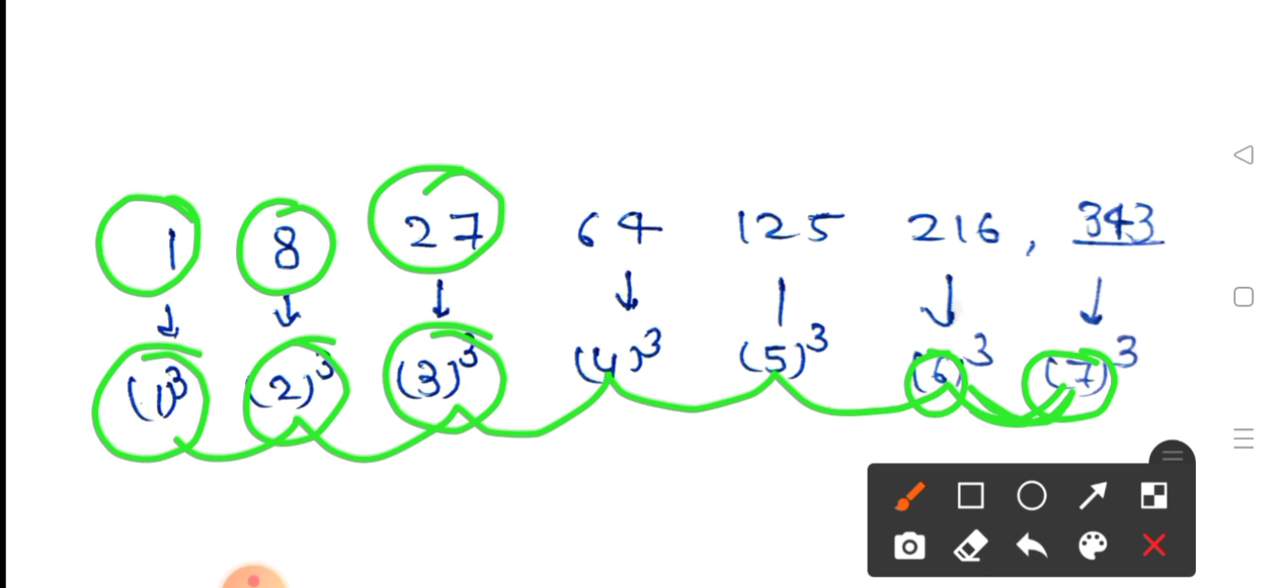 1 8 27 64 125 216, 343
(1)³ (2)³ (3)³ (4)³ (5)³ (6)³ (7)³